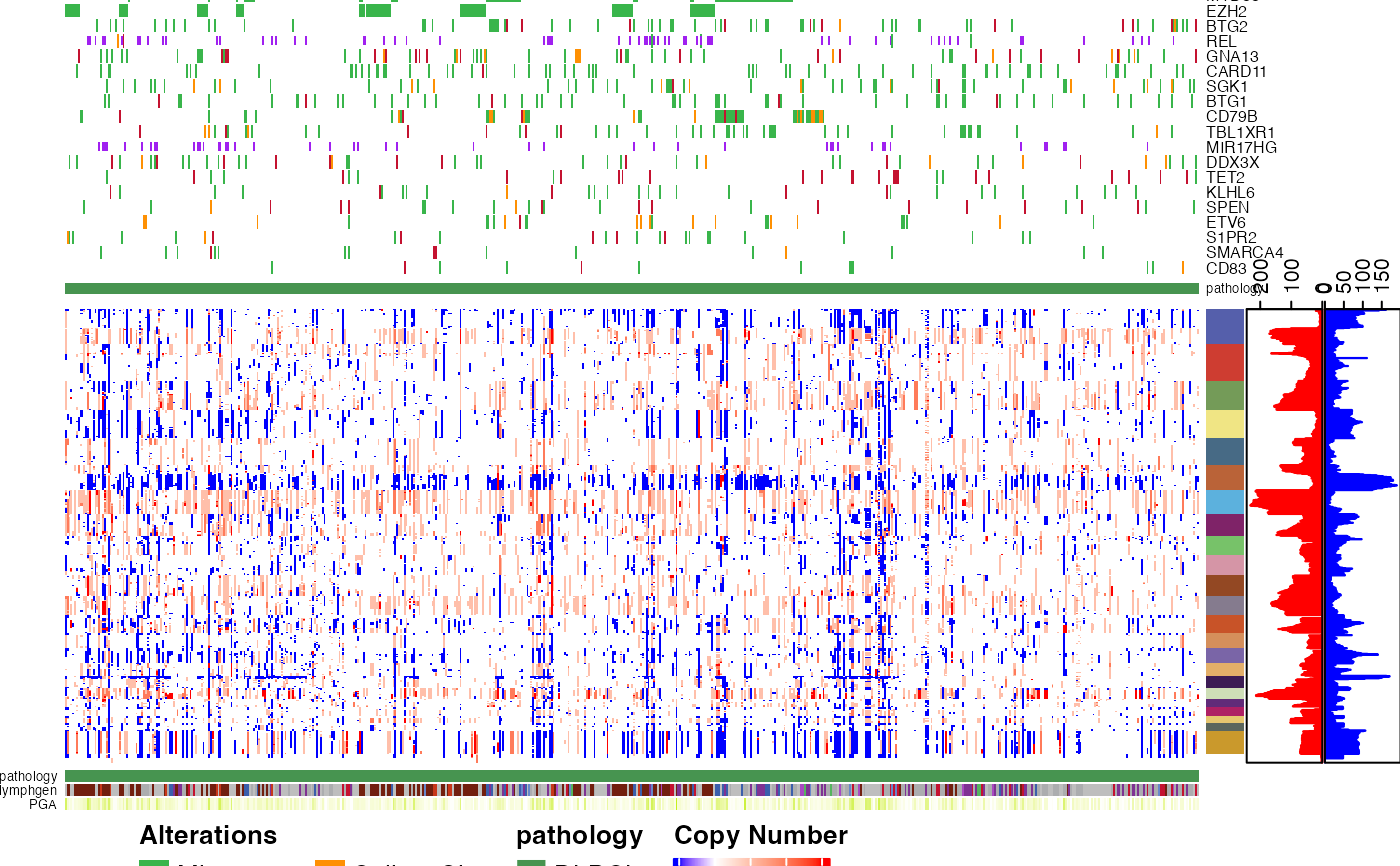 EZH2
BTG2
REL
GNA13
CARD11
SGK1
BTG1
CD79B
TBL1XR1
MIR17HG
DDX3X
TET2
KLHL6
SPEN
ETV6
S1PR2
SMARCA4
CD83
pathology
200 100 0 0 50 100 150
pathology
lymphgen
PGA
Alterations pathology Copy Number